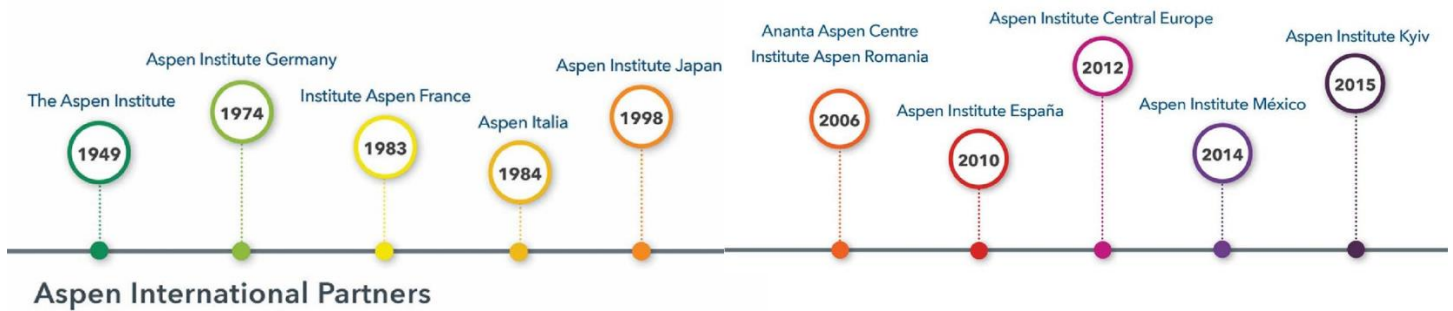 The Aspen Institute
1949
Aspen Institute Germany
1974
Institute Aspen France
1983
Aspen Italia
1984
Aspen Institute Japan
1998
Ananta Aspen Centre
Institute Aspen Romania
2006
Aspen Institute España
2010
Aspen Institute Central Europe
2012
Aspen Institute México
2014
Aspen Institute Kyiv
2015
Aspen International Partners